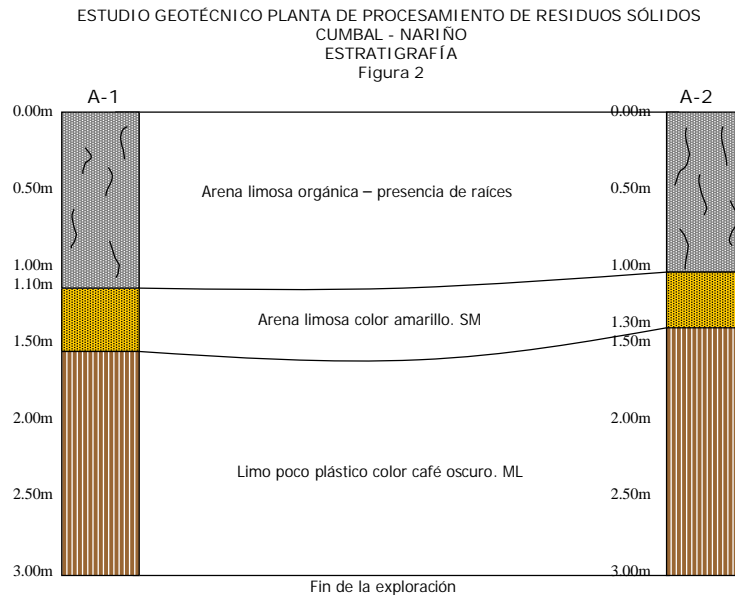 ESTUDIO GEOTÉCNICO PLANTA DE PROCESAMIENTO DE RESIDUOS SÓLIDOS
CUMBAL - NARIÑO
ESTRATIGRAFÍA
Figura 2
A-1
A-2
0.00m
0.00m
0.50m
Arena limosa orgánica – presencia de raíces
0.50m
1.00m
1.00m
1.10m
Arena limosa color amarillo. SM
1.30m
1.50m
1.50m
2.00m
2.00m
Limo poco plástico color café oscuro. ML
2.50m
2.50m
3.00m
3.00m
Fin de la exploración